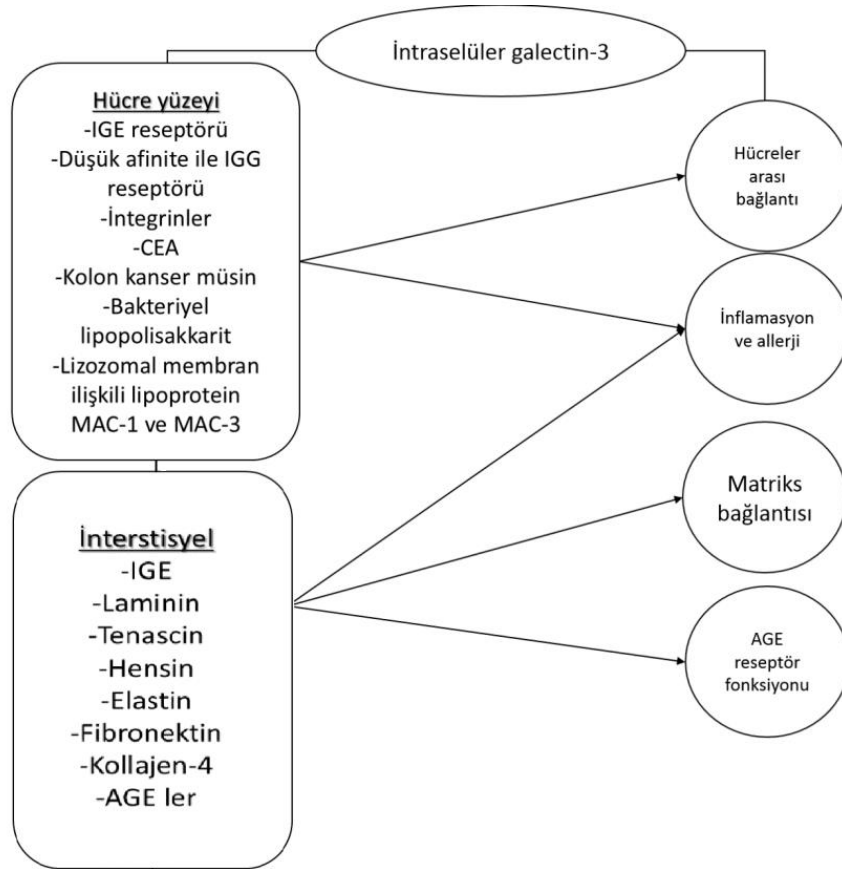 İntraselüler galectin-3
Hücre yüzeyi
-IGE reseptörü
-Düşük afinite ile IGG
reseptörü
-İntegrinler
-CEA
-Kolon kanser müsin
-Bakteriyel
lipopolisakkarit
-Lizozomal membran
ilişkili lipoprotein
MAC-1 ve MAC-3
İnterstisyel
-IGE
-Laminin
-Tenascin
-Hensin
-Elastin
-Fibronektin
-Kollajen-4
-AGE ler
Hücreler
arası
bağlantı
İnflamasyon
ve allerji
Matriks
bağlantısı
AGE
reseptör
fonksiyonu